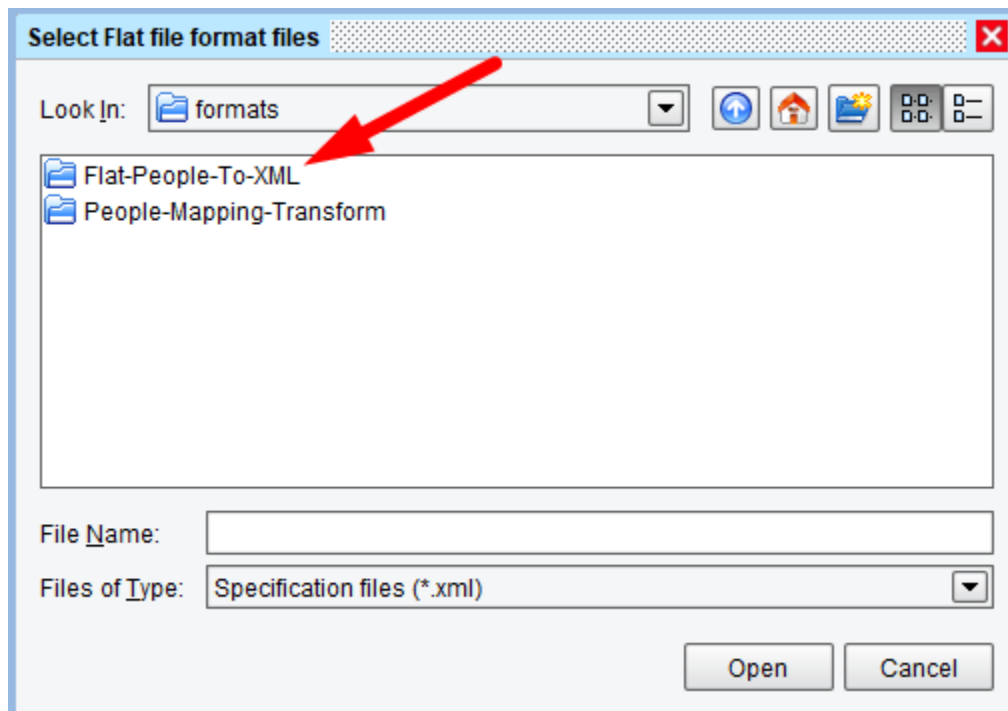 Select Flat file format files
Look In: formats
Flat-People-To-XML
People-Mapping-Transform
File Name:
Files of Type: Specification files (*.xml)
Open Cancel